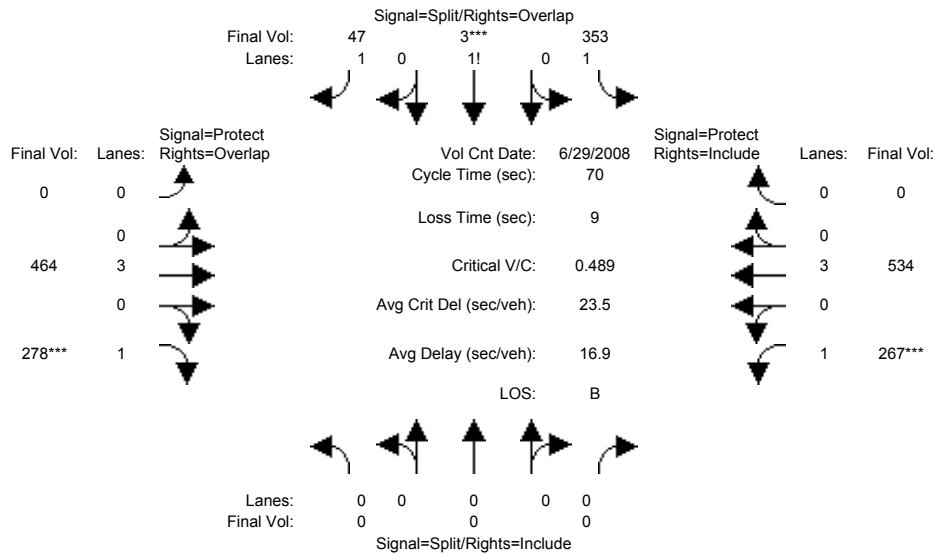 Signal=Split/Rights=Overlap
Final Vol: 47 3*** 353
Lanes: 1 0 1! 0 1
Signal=Protect
Final Vol: Lanes: Rights=Overlap
Vol Cnt Date: 6/29/2008
Signal=Protect
Rights=Include Lanes: Final Vol:
Cycle Time (sec): 70
0 0
0 0
Loss Time (sec): 9
0
0
464 3
Critical V/C: 0.489
3 534
0
Avg Crit Del (sec/veh): 23.5
0
278*** 1
Avg Delay (sec/veh): 16.9
1 267***
LOS: B
Lanes: 0 0 0 0 0
Final Vol: 0 0 0
Signal=Split/Rights=Include